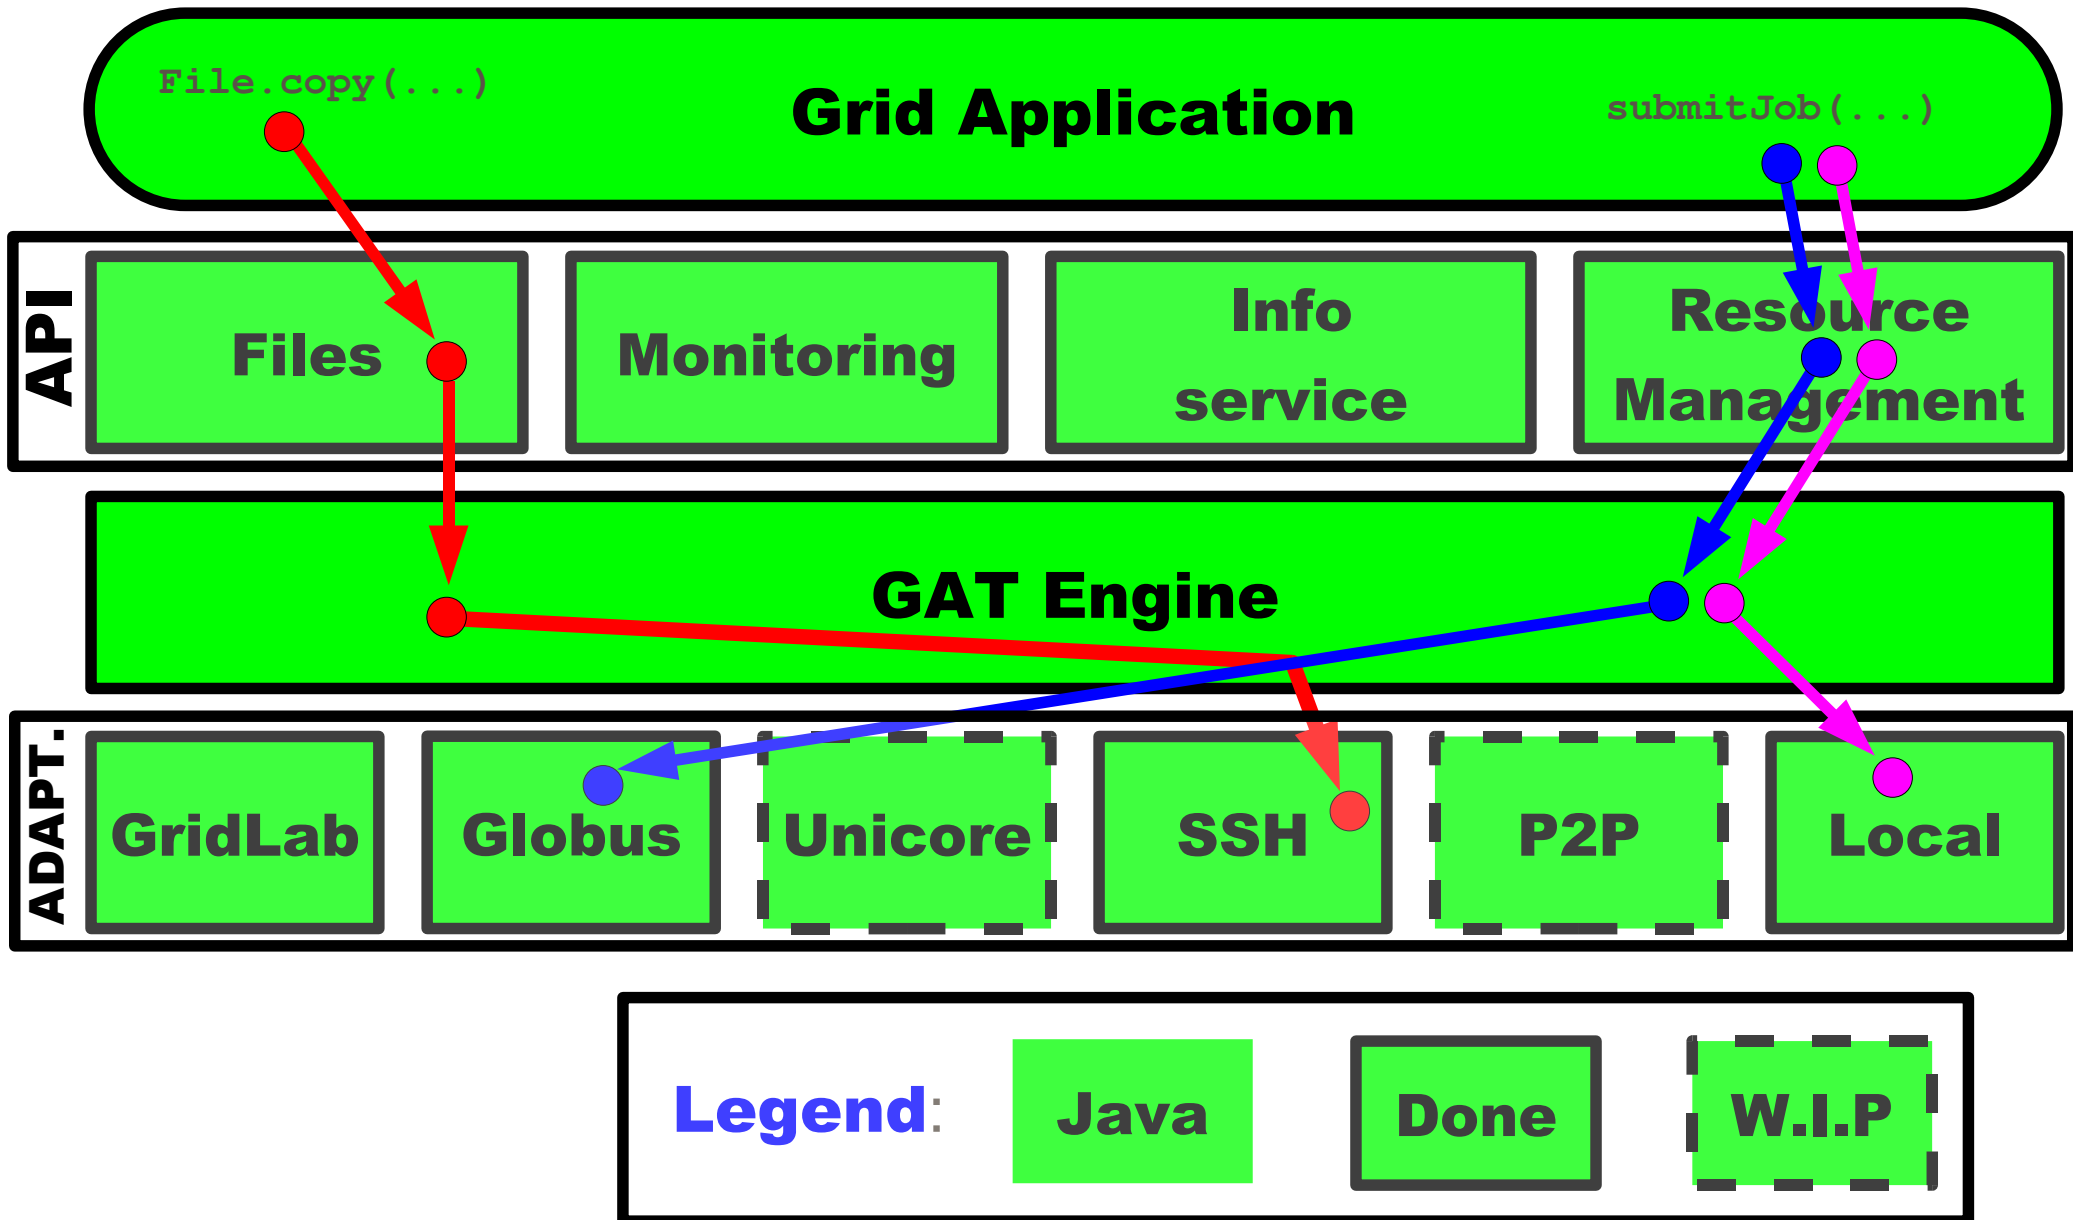 File.copy(...)
Grid Application
submitJob(...)
API
Files
Monitoring
Info
service
Resource
Management
GAT Engine
ADAPT.
GridLab
Globus
Unicore
SSH
P2P
Local
Legend:
Java
Done
W.I.P